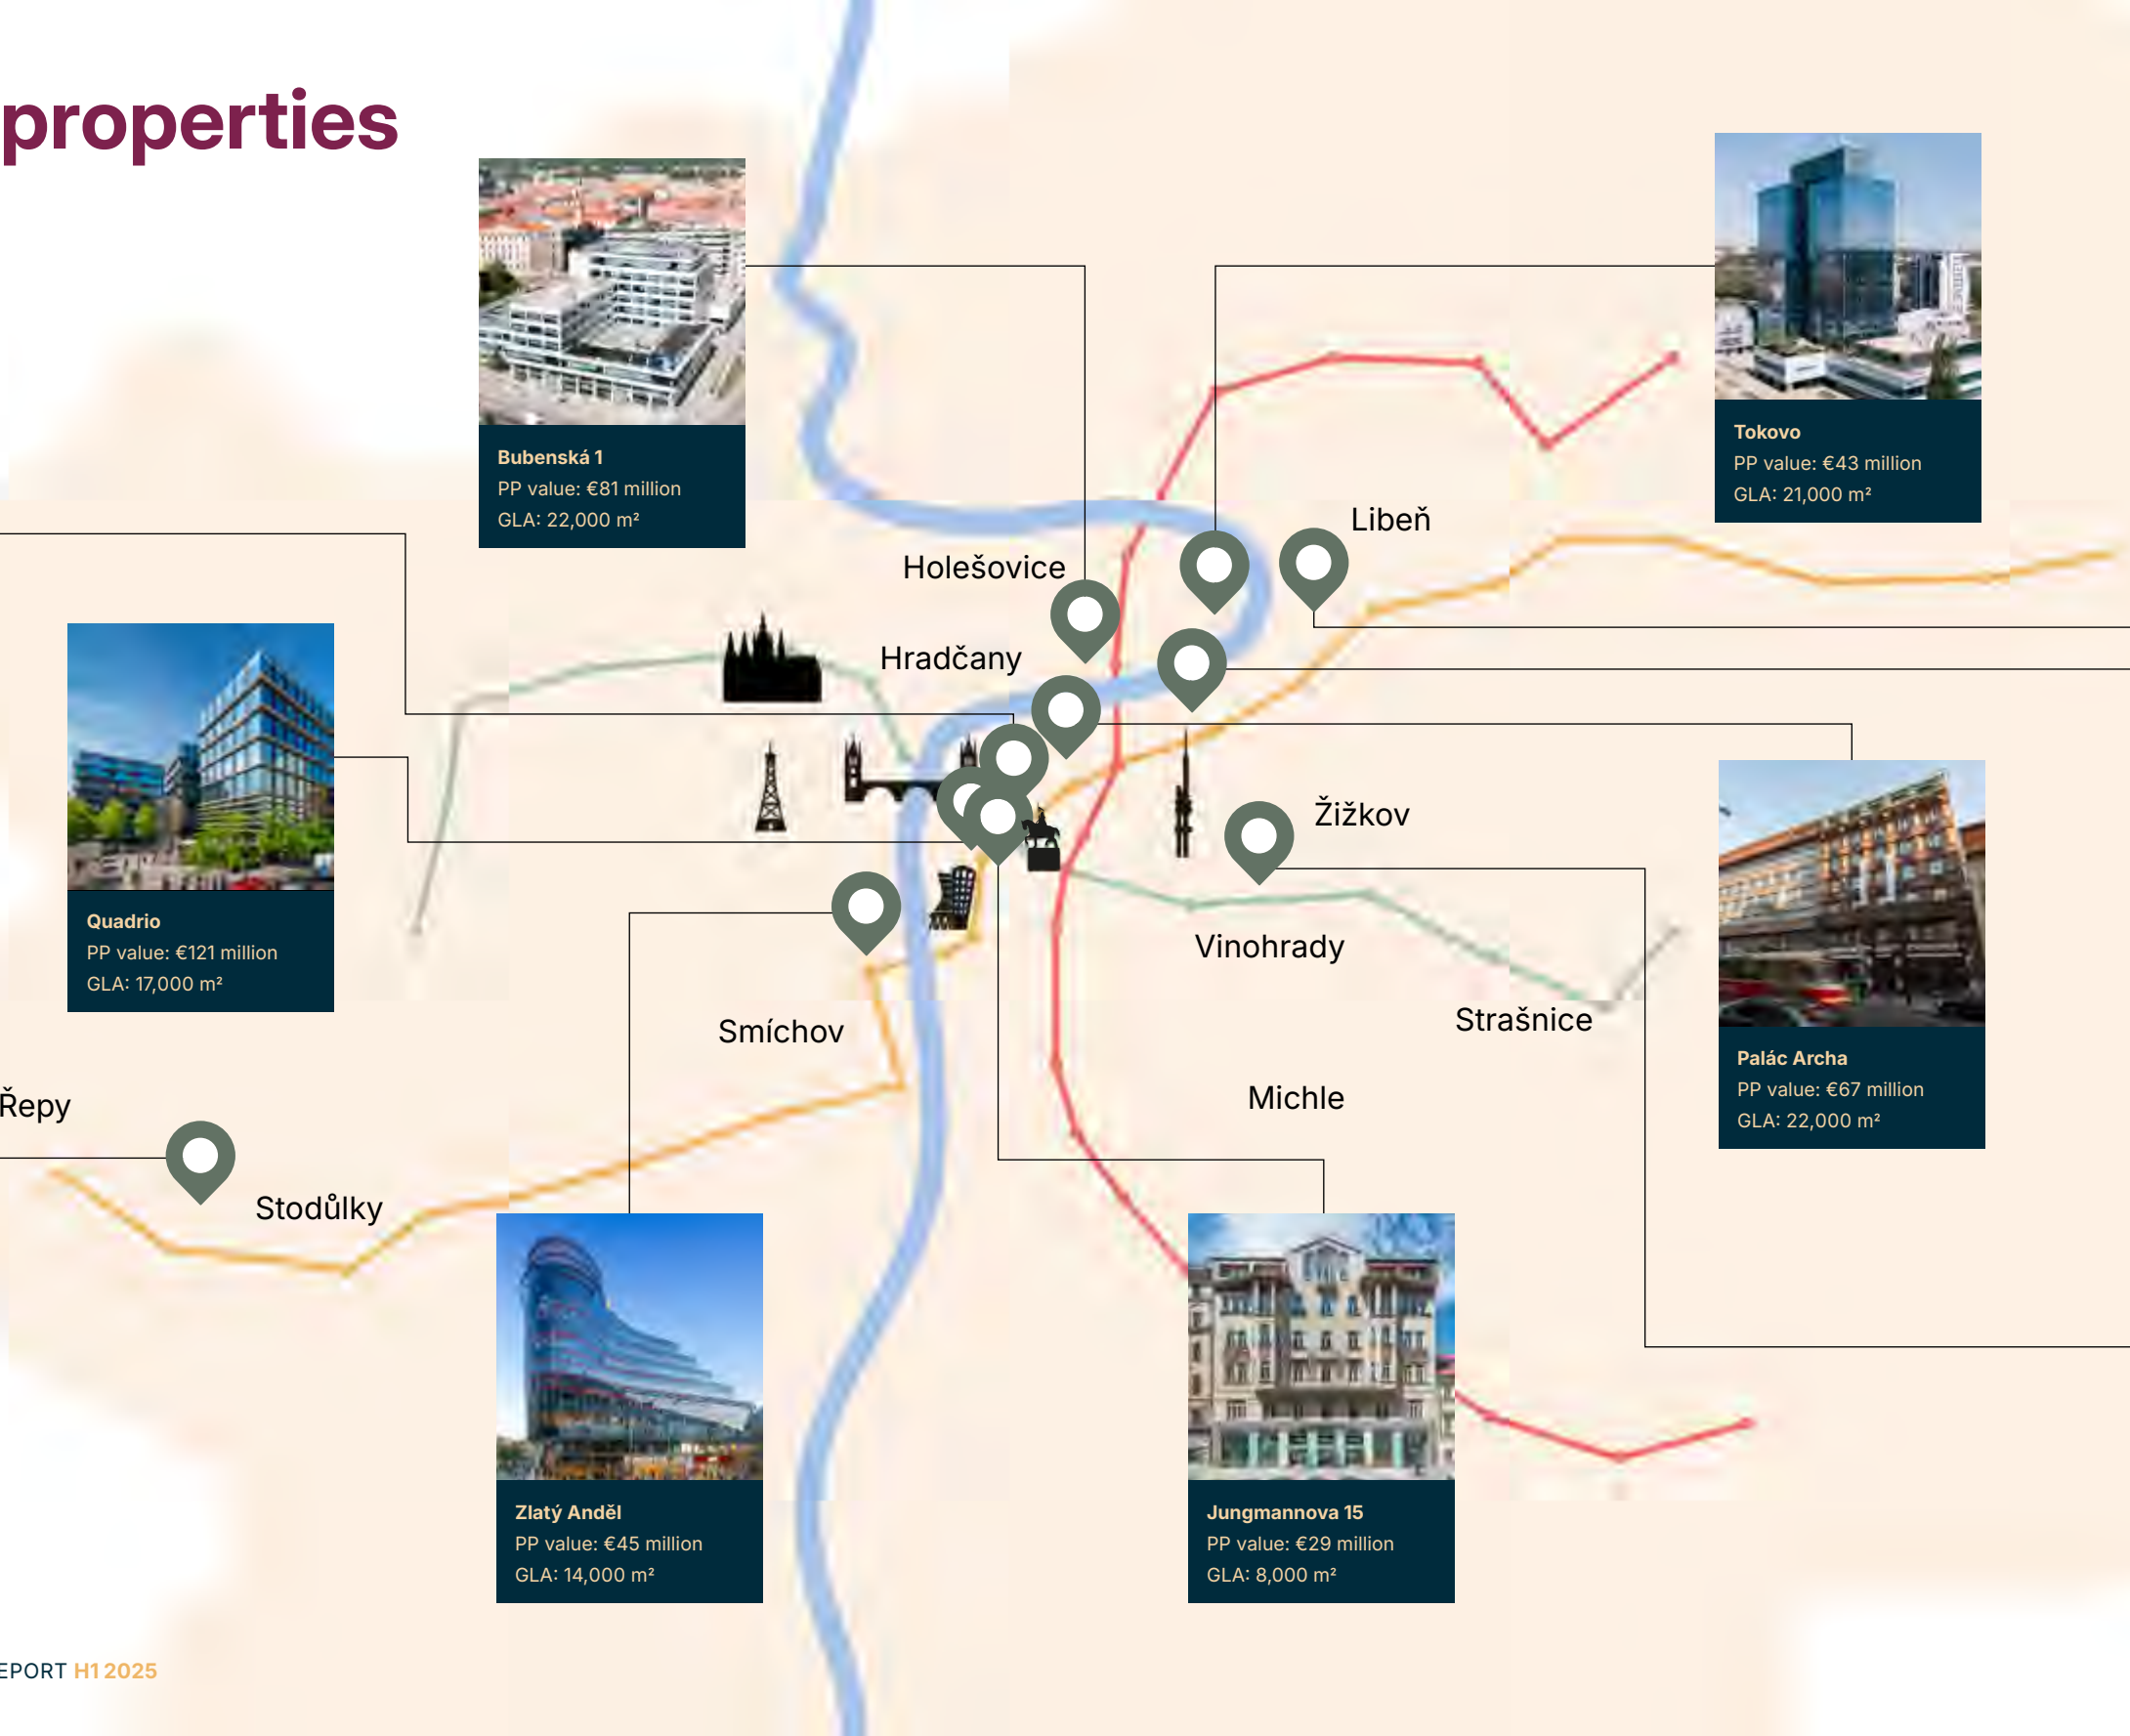 properties
Bubenská 1
PP value: €81 million
GLA: 22,000 m²
Tokovo
PP value: €43 million
GLA: 21,000 m²
Libeň
Holešovice
Hradčany
Quadrio
PP value: €121 million
GLA: 17,000 m²
Žižkov
Vinohrady
Strašnice
Smíchov
Michle
Palác Archa
PP value: €67 million
GLA: 22,000 m²
Řepy
Stodůlky
Zlatý Anděl
PP value: €45 million
GLA: 14,000 m²
Jungmannova 15
PP value: €29 million
GLA: 8,000 m²
EPORT H1 2025